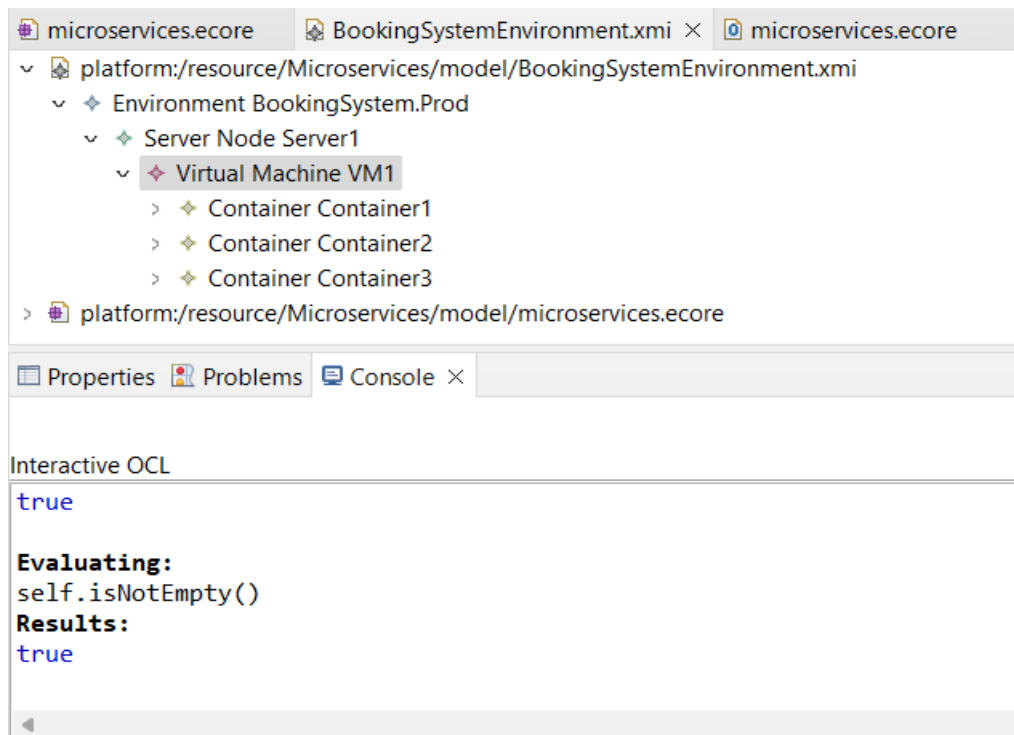 microservices.ecore BookingSystemEnvironment.xmi microservices.ecore
platform:/resource/Microservices/model/BookingSystemEnvironment.xmi
Environment BookingSystem.Prod
Server Node Server1
Virtual Machine VM1
Container Container1
Container Container2
Container Container3
platform:/resource/Microservices/model/microservices.ecore
Properties Problems Console
Interactive OCL
true
Evaluating:
self.isNotEmpty()
Results:
true